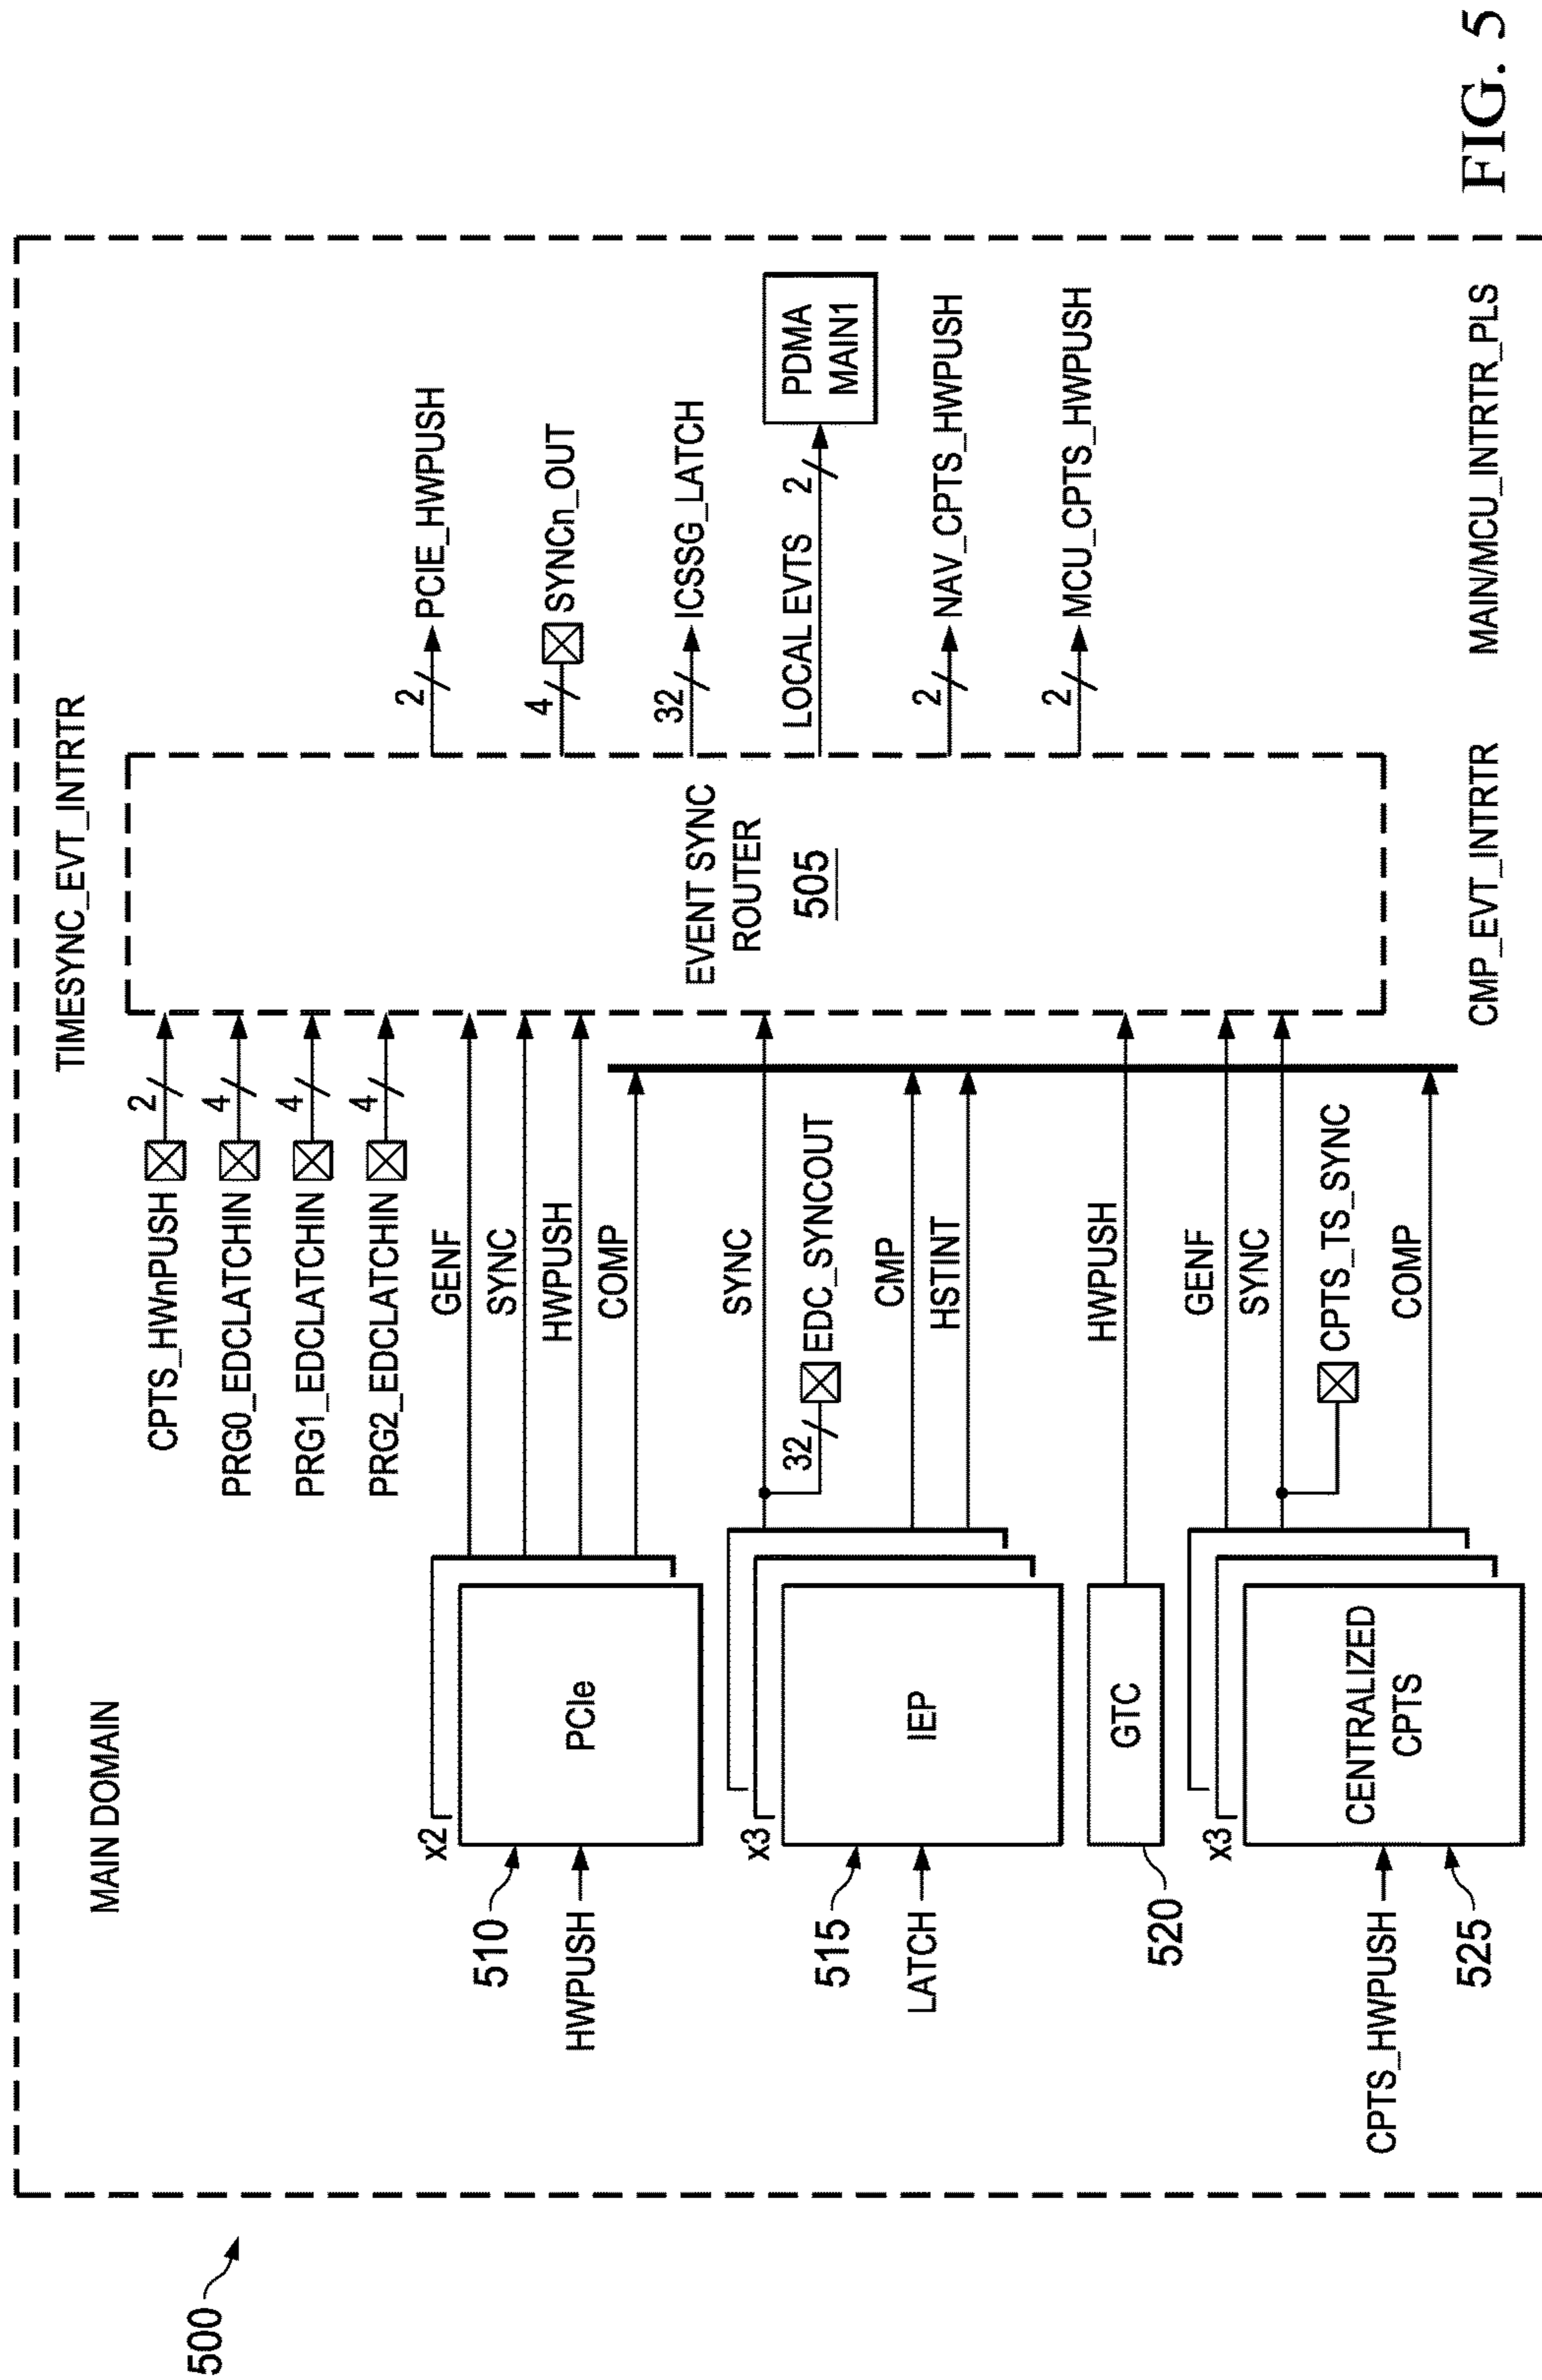 500
MAIN DOMAIN
TIMESYNC_EVT_INTRTR
CPTS_HWnPUSH
2
PRG0_EDCLATCHIN
4
PRG1_EDCLATCHIN
4
PRG2_EDCLATCHIN
4
x2
510
HWPUSH
PCIe
GENF
SYNC
HWPUSH
COMP
x3
515
LATCH
IEP
SYNC
32
EDC_SYNCOUT
CMP
HSTINT
520
GTC
HWPUSH
x3
CPTS_HWPUSH
525
CENTRALIZED
CPTS
GENF
SYNC
CPTS_TS_SYNC
COMP
EVENT SYNC
ROUTER
505
2
PCIE_HWPUSH
4
SYNCn_OUT
32
ICSSG_LATCH
LOCAL EVTS
2
PDMA
MAIN1
2
NAV_CPTS_HWPUSH
2
MCU_CPTS_HWPUSH
CMP_EVT_INTRTR
MAIN/MCU_INTRTR_PLS
FIG. 5